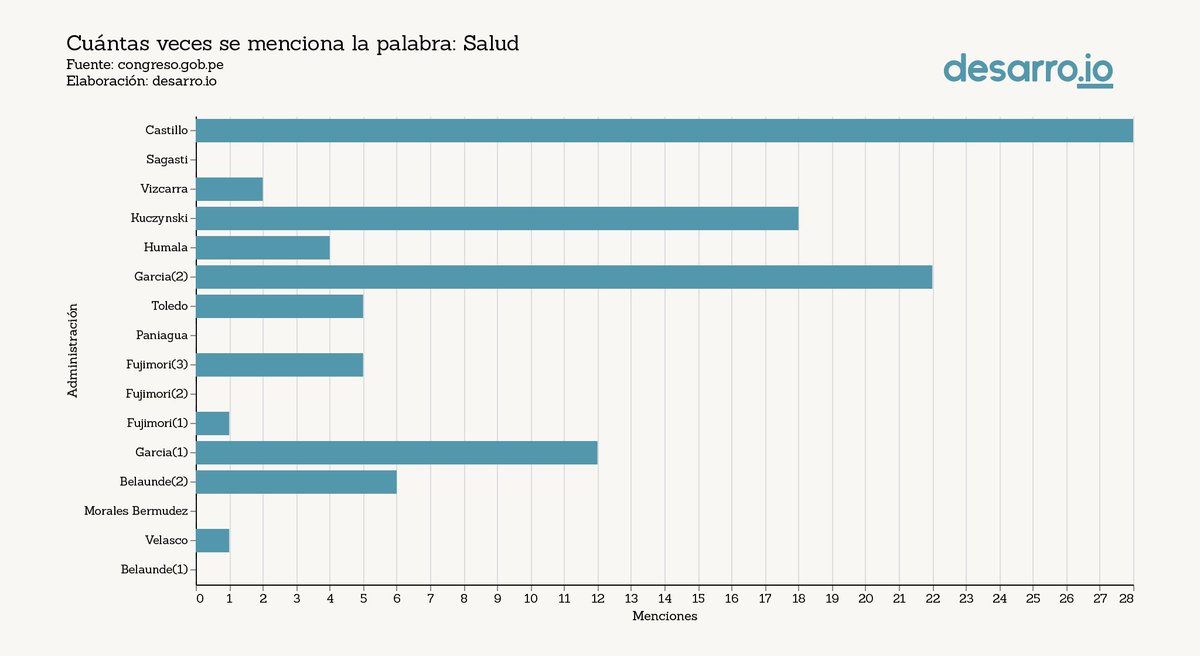 Cuántas veces se menciona la palabra: Salud
Fuente: congreso.gob.pe
Elaboración: desarro.io
desarro.io
Administración
Castillo
Sagasti
Vizcarra
Kuczynski
Humala
Garcia(2)
Toledo
Paniagua
Fujimori(3)
Fujimori(2)
Fujimori(1)
Garcia(1)
Belaunde(2)
Morales Bermudez
Velasco
Belaunde(1)
0 1 2 3 4 5 6 7 8 9 10 11 12 13 14 15 16 17 18 19 20 21 22 23 24 25 26 27 28
Menciones